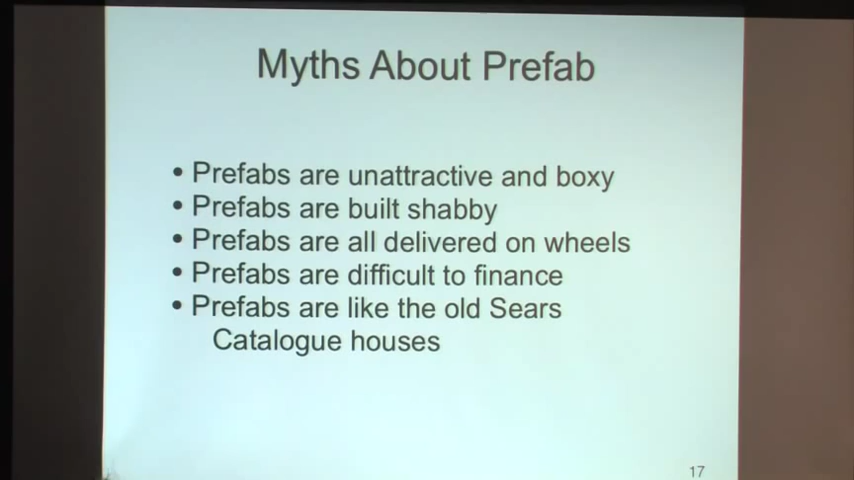 Myths About Prefab
• Prefabs are unattractive and boxy
• Prefabs are built shabby
• Prefabs are all delivered on wheels
• Prefabs are difficult to finance
• Prefabs are like the old Sears
Catalogue houses
17